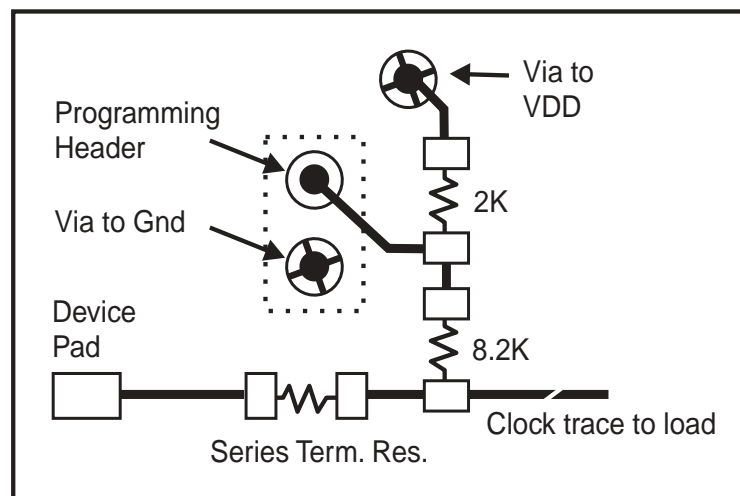 Via to
VDD
Programming
Header
2K
Via to Gnd
Device
Pad
8.2K
Clock trace to load
Series Term. Res.